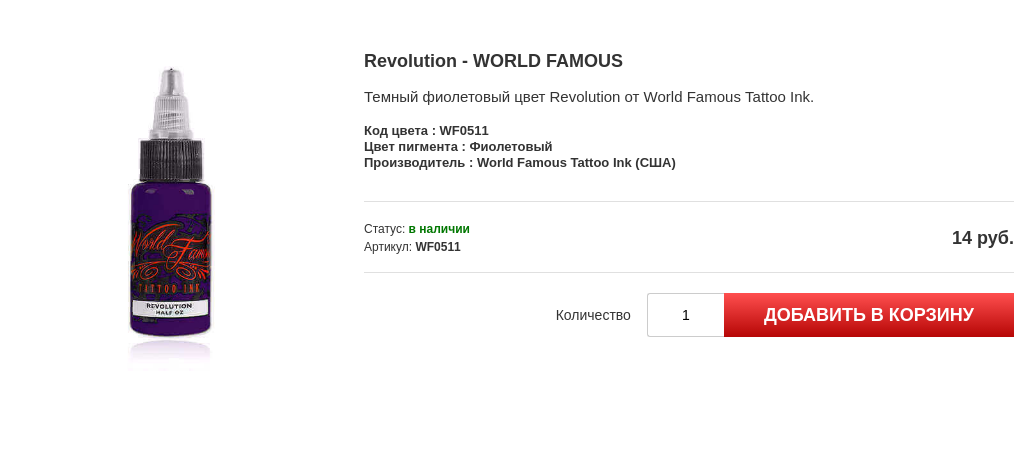 Revolution - WORLD FAMOUS
Темный фиолетовый цвет Revolution от World Famous Tattoo Ink.
Код цвета : WF0511
Цвет пигмента : Фиолетовый
Производитель : World Famous Tattoo Ink (США)
Статус: в наличии
Артикул: WF0511
14 руб.
Количество 1 ДОБАВИТЬ В КОРЗИНУ
World Famous
TATTOO INK
REVOLUTION
HALF OZ